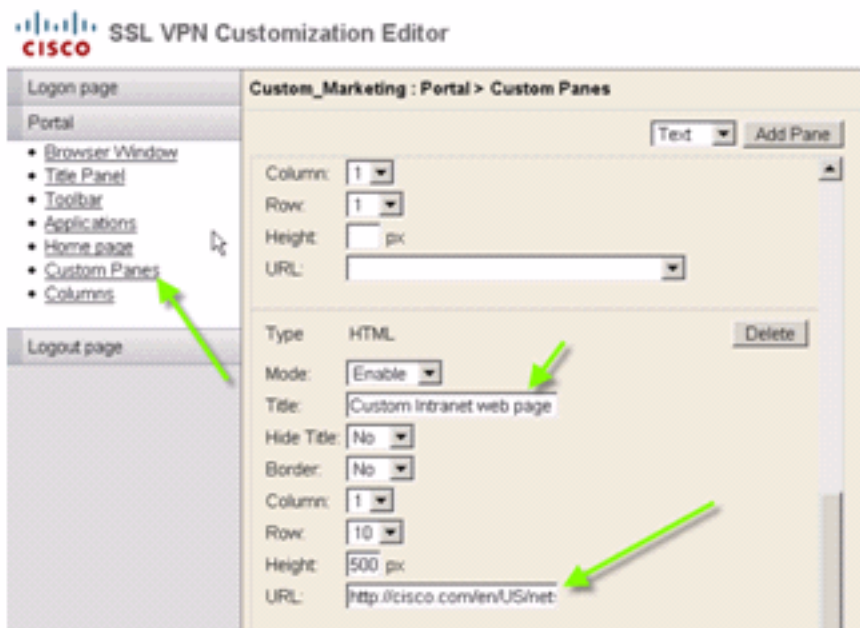 CISCO SSL VPN Customization Editor
Logon page
Portal
• Browser Window
• Title Panel
• Toolbar
• Applications
• Home page
• Custom Panes
• Columns
Logout page
Custom_Marketing : Portal > Custom Panes
Text Add Pane
Column: 1
Row: 1
Height: px
URL:
Type HTML Delete
Mode: Enable
Title: Custom Intranet web page
Hide Title: No
Border: No
Column: 1
Row: 10
Height: 500 px
URL: http://cisco.com/en/US/net